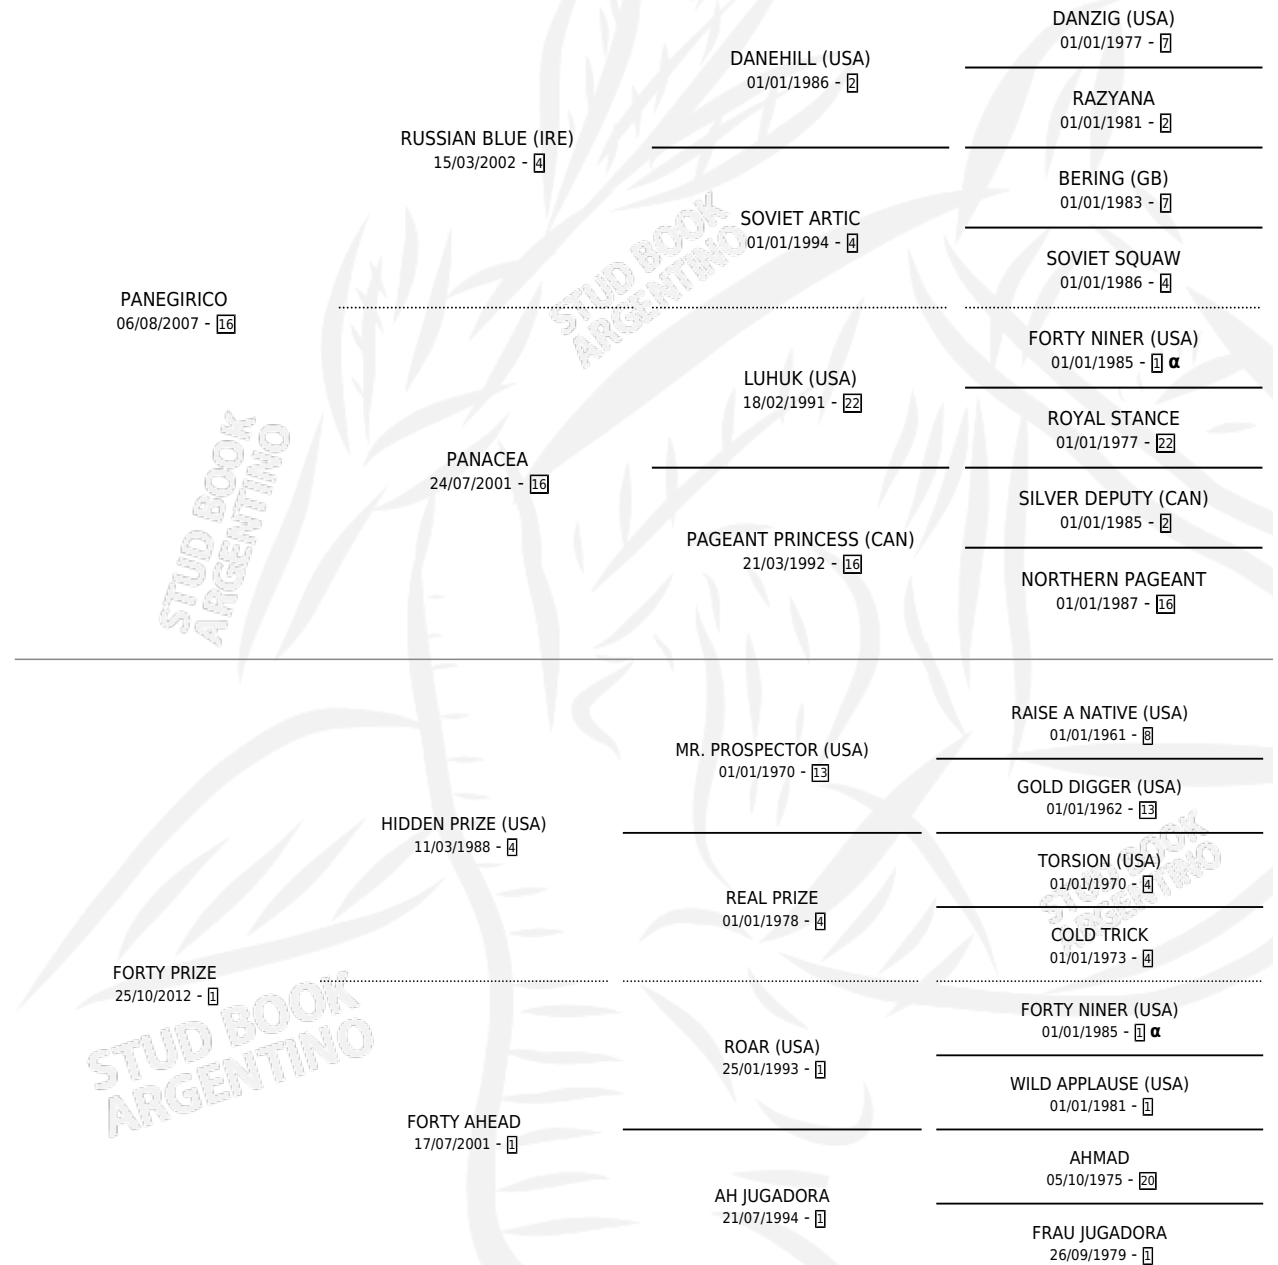 DANZIG (USA)
01/01/1977 - 7
DANEHILL (USA)
01/01/1986 - 2
RAZYANA
01/01/1981 - 2
RUSSIAN BLUE (IRE)
15/03/2002 - 4
BERING (GB)
01/01/1983 - 7
SOVIET ARTIC
01/01/1994 - 4
SOVIET SQUAW
01/01/1986 - 4
PANEGIRICO
06/08/2007 - 16
FORTY NINER (USA)
01/01/1985 - 1 α
LUHUK (USA)
18/02/1991 - 22
ROYAL STANCE
01/01/1977 - 22
PANACEA
24/07/2001 - 16
SILVER DEPUTY (CAN)
01/01/1985 - 2
PAGEANT PRINCESS (CAN)
21/03/1992 - 16
NORTHERN PAGEANT
01/01/1987 - 16
RAISE A NATIVE (USA)
01/01/1961 - 8
MR. PROSPECTOR (USA)
01/01/1970 - 13
GOLD DIGGER (USA)
01/01/1962 - 13
HIDDEN PRIZE (USA)
11/03/1988 - 4
TORSION (USA)
01/01/1970 - 4
REAL PRIZE
01/01/1978 - 4
COLD TRICK
01/01/1973 - 4
FORTY PRIZE
25/10/2012 - 1
FORTY NINER (USA)
01/01/1985 - 1 α
ROAR (USA)
25/01/1993 - 1
WILD APPLAUSE (USA)
01/01/1981 - 1
FORTY AHEAD
17/07/2001 - 1
AHMAD
05/10/1975 - 20
AH JUGADORA
21/07/1994 - 1
FRAU JUGADORA
26/09/1979 - 1
STUD BOOK
ARGENTINO
STUD BOOK
ARGENTINO
STUD BOOK
ARGENTINO
STUD BOOK
ARGENTINO